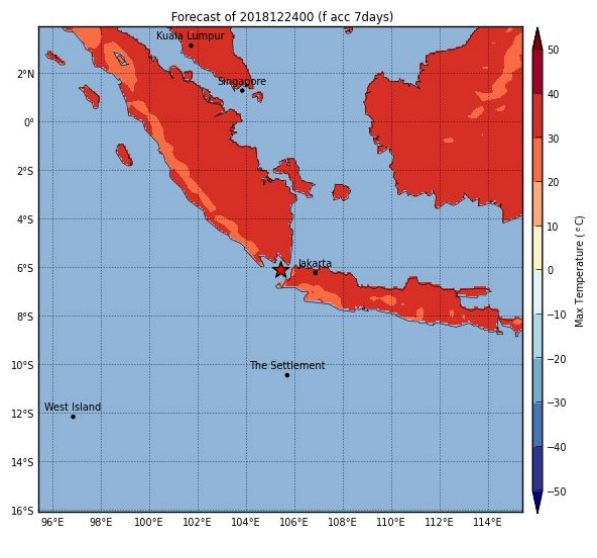 Forecast of 2018122400 (f acc 7days)
Kuala Lumpur
Singapore
Jakarta
The Settlement
West Island
2°N
0°
2°S
4°S
6°S
8°S
10°S
12°S
14°S
16°S
96°E 98°E 100°E 102°E 104°E 106°E 108°E 110°E 112°E 114°E
50
40
30
20
10
0
−10
−20
−30
−40
−50
Max Temperature (°C)